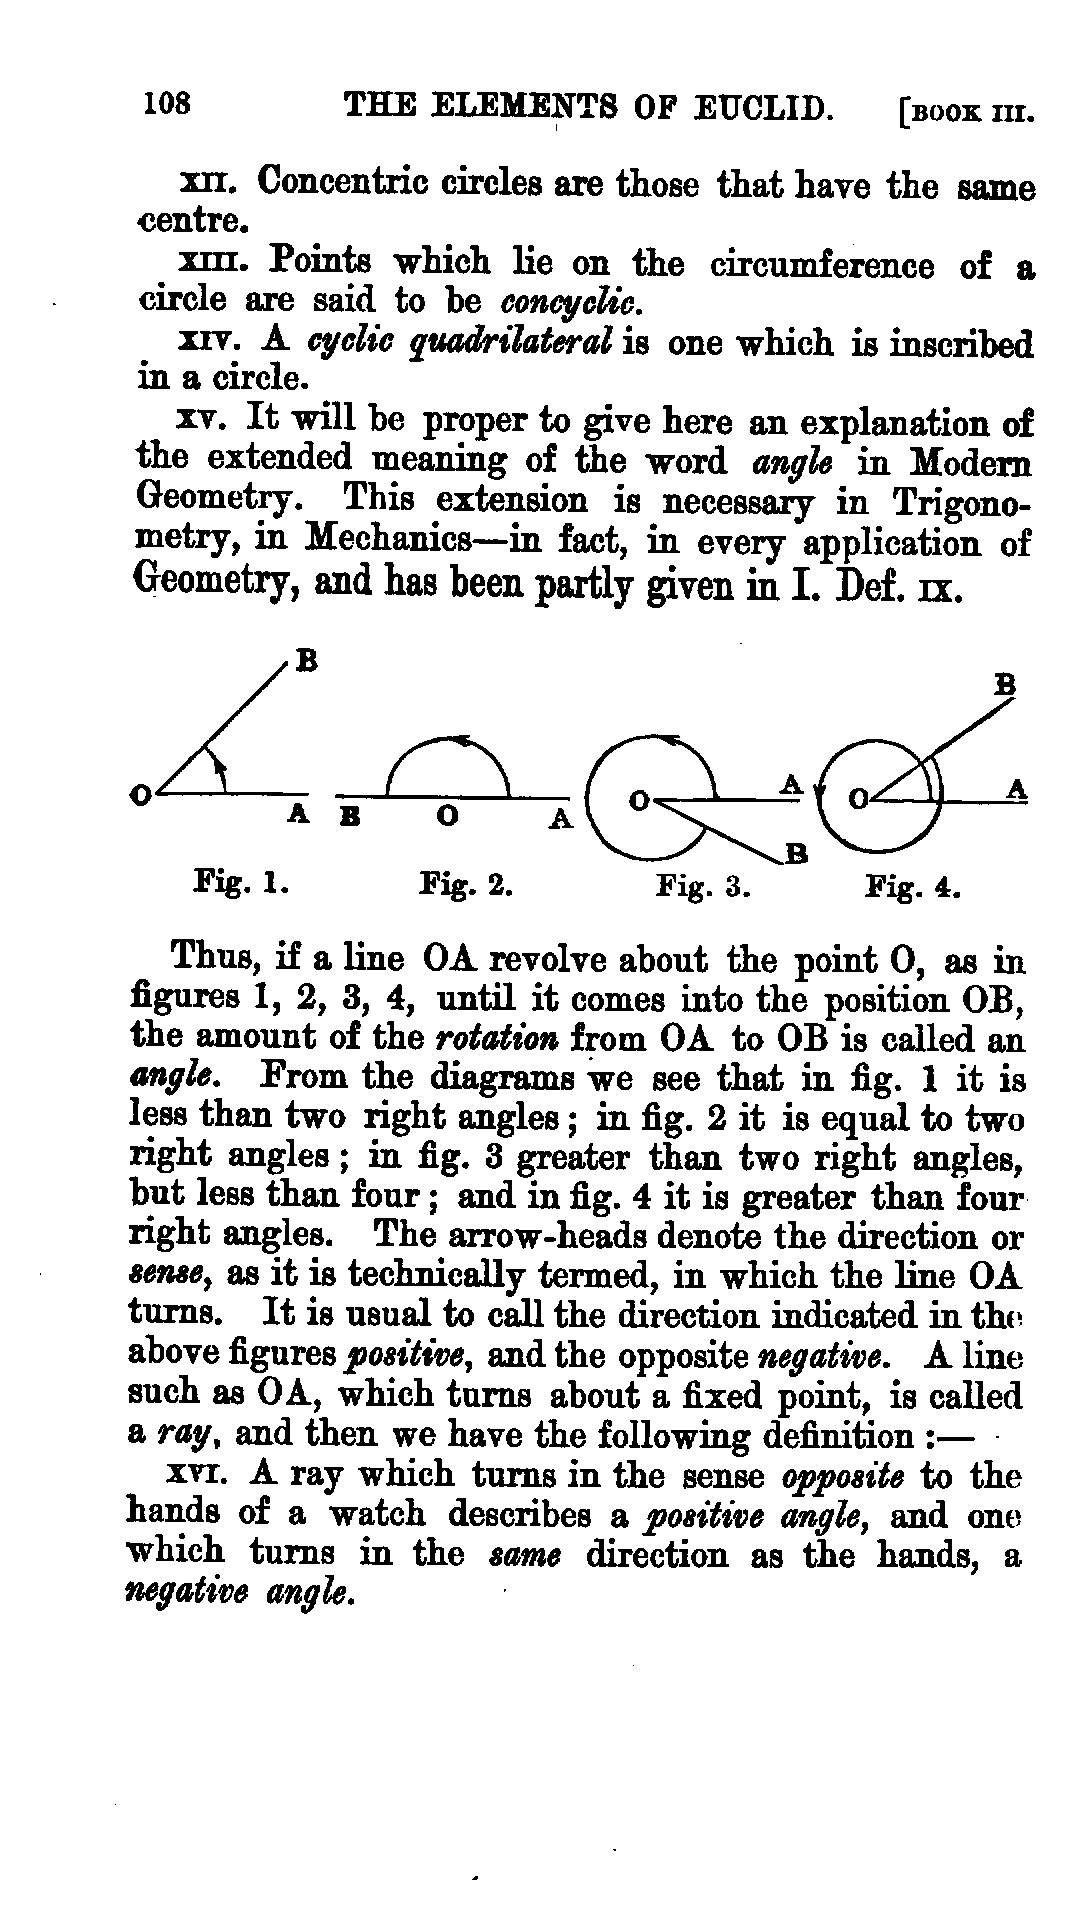 108 THE ELEMENTS OF EUCLID. [BOOK III.
XII. Concentric circles are those that have the same
centre.
XIII. Points which lie on the circumference of a
circle are said to be concyclic.
XIV. A cyclic quadrilateral is one which is inscribed
in a circle.
XV. It will be proper to give here an explanation of
the extended meaning of the word angle in Modern
Geometry. This extension is necessary in Trigono-
metry, in Mechanics—in fact, in every application of
Geometry, and has been partly given in I. Def. IX.
B
O A
B O A
O A
B
B
O A
Fig. 1. Fig. 2. Fig. 3. Fig. 4.
Thus, if a line OA revolve about the point O, as in
figures 1, 2, 3, 4, until it comes into the position OB,
the amount of the rotation from OA to OB is called an
angle. From the diagrams we see that in fig. 1 it is
less than two right angles; in fig. 2 it is equal to two
right angles; in fig. 3 greater than two right angles,
but less than four; and in fig. 4 it is greater than four
right angles. The arrow-heads denote the direction or
sense, as it is technically termed, in which the line OA
turns. It is usual to call the direction indicated in the
above figures positive, and the opposite negative. A line
such as OA, which turns about a fixed point, is called
a ray, and then we have the following definition :—
XVI. A ray which turns in the sense opposite to the
hands of a watch describes a positive angle, and one
which turns in the same direction as the hands, a
negative angle.